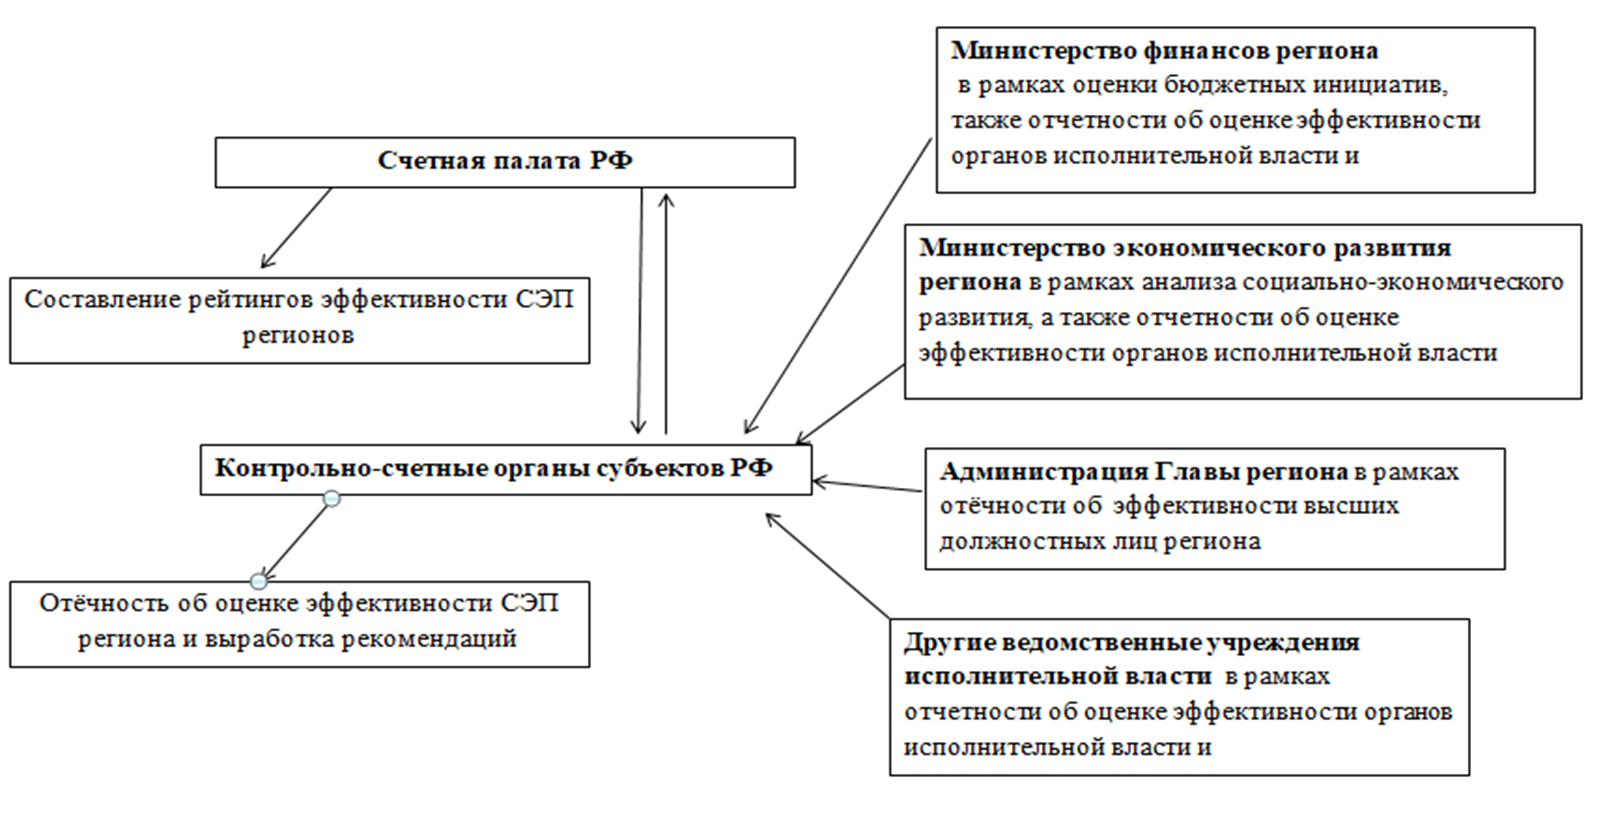 Министерство финансов региона
в рамках оценки бюджетных инициатив,
также отчетности об оценке эффективности
органов исполнительной власти и
Счетная палата РФ
Министерство экономического развития
региона в рамках анализа социально-экономического
развития, а также отчетности об оценке
эффективности органов исполнительной власти
Составление рейтингов эффективности СЭП
регионов
Контрольно-счетные органы субъектов РФ
Администрация Главы региона в рамках
отёчности об эффективности высших
должностных лиц региона
Отёчность об оценке эффективности СЭП
региона и выработка рекомендаций
Другие ведомственные учреждения
исполнительной власти в рамках
отчетности об оценке эффективности органов
исполнительной власти и